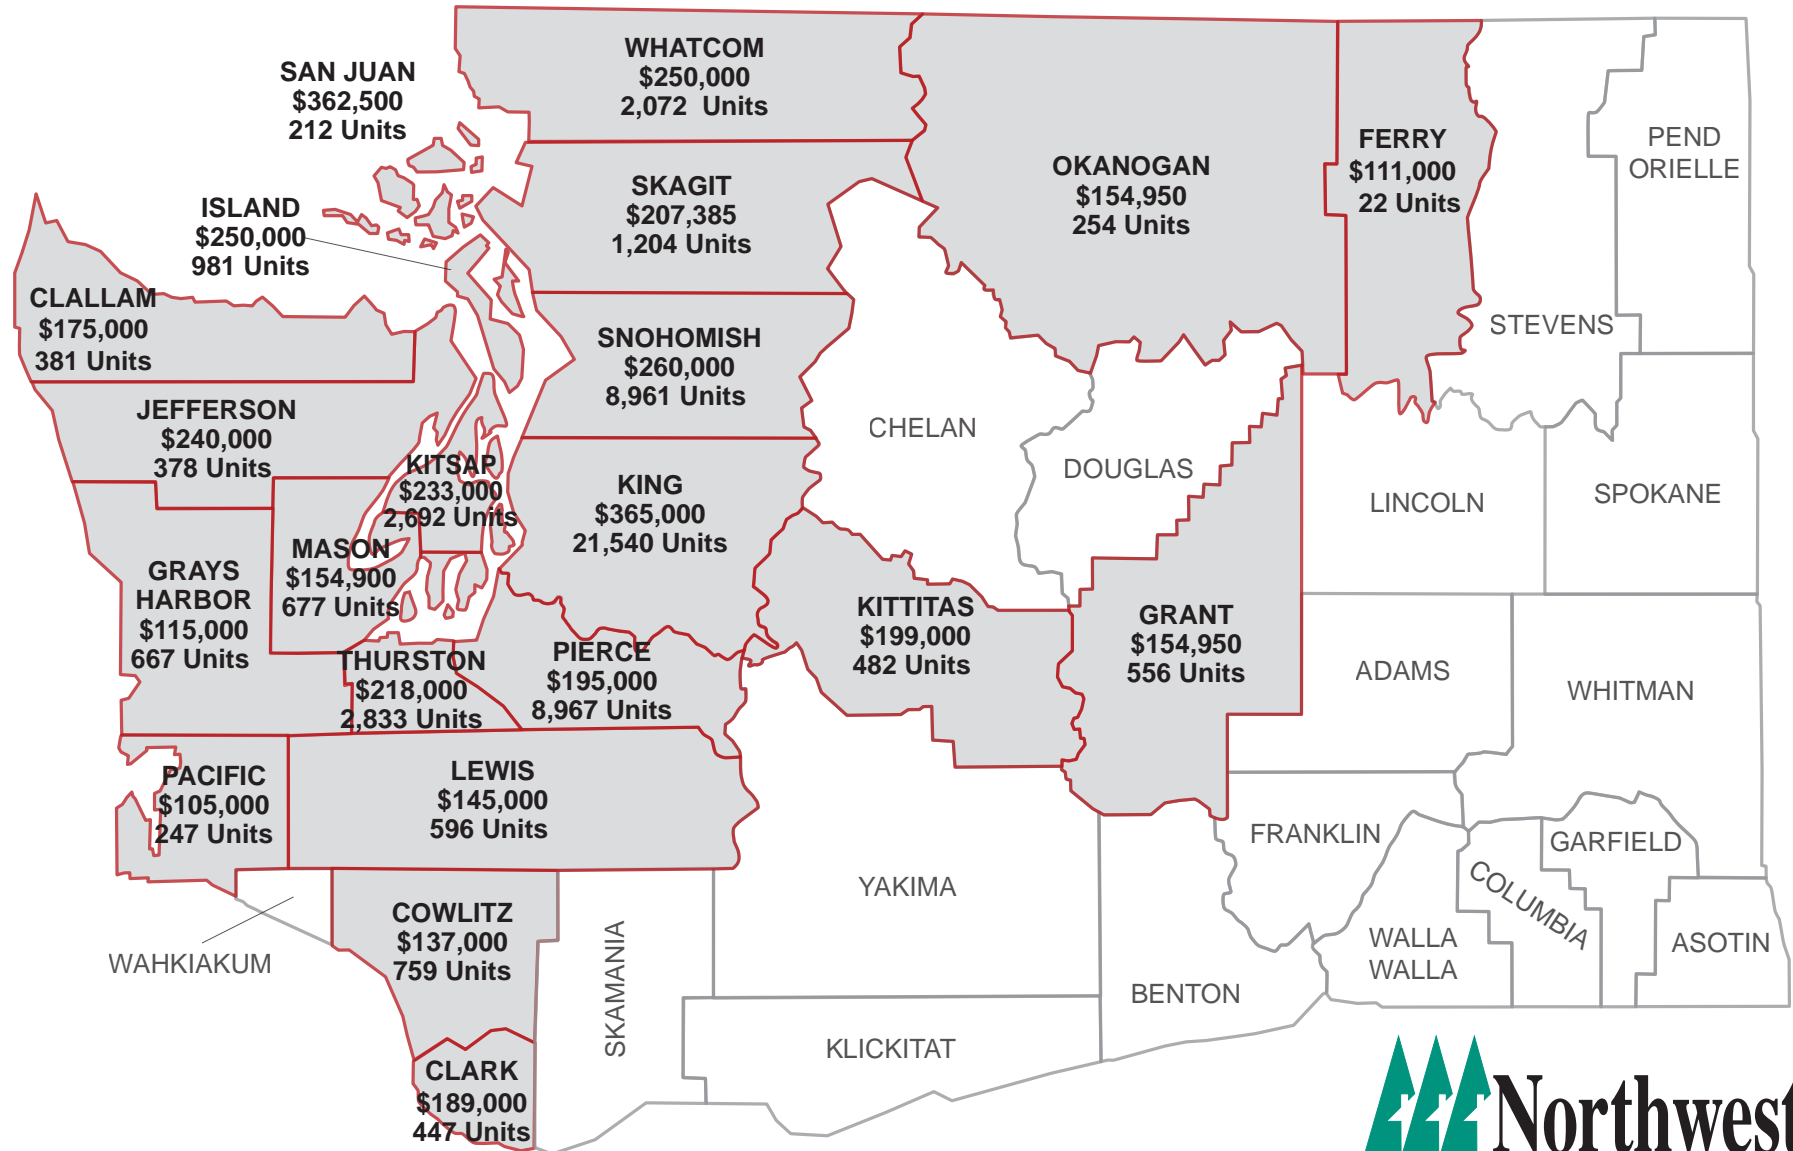 WHATCOM
$250,000
2,072 Units
SAN JUAN
$362,500
212 Units
ISLAND
$250,000
981 Units
SKAGIT
$207,385
1,204 Units
OKANOGAN
$154,950
254 Units
FERRY
$111,000
22 Units
PEND
ORIELLE
STEVENS
CLALLAM
$175,000
381 Units
SNOHOMISH
$260,000
8,961 Units
JEFFERSON
$240,000
378 Units
CHELAN
DOUGLAS
KITSAP
$233,000
2,692 Units
KING
$365,000
21,540 Units
LINCOLN
SPOKANE
MASON
$154,900
677 Units
GRAYS
HARBOR
$115,000
667 Units
KITTITAS
$199,000
482 Units
GRANT
$154,950
556 Units
THURSTON
$218,000
2,833 Units
PIERCE
$195,000
8,967 Units
ADAMS
WHITMAN
PACIFIC
$105,000
247 Units
LEWIS
$145,000
596 Units
FRANKLIN
GARFIELD
COLUMBIA
YAKIMA
COWLITZ
$137,000
759 Units
WAHKIAKUM
SKAMANIA
WALLA
WALLA
ASOTIN
BENTON
KLICKITAT
CLARK
$189,000
447 Units
Northwest